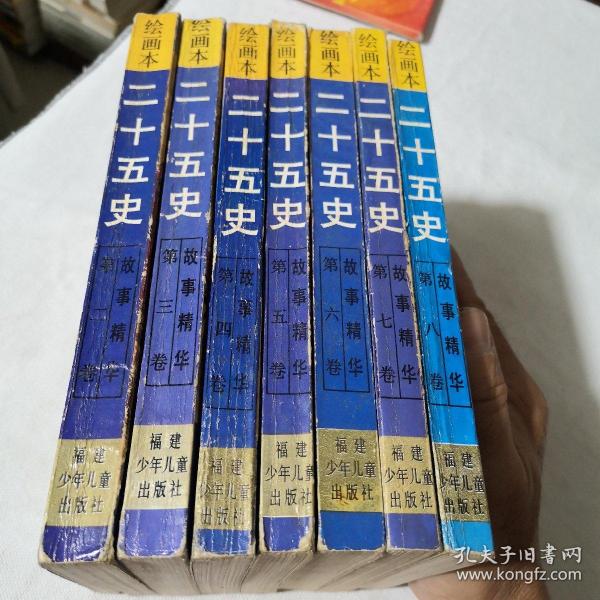 绘画本
二十五史
故事精华
第二卷
福建
少年儿童
出版社
绘画本
二十五史
故事精华
第三卷
福建
少年儿童
出版社
绘画本
二十五史
故事精华
第四卷
福建
少年儿童
出版社
绘画本
二十五史
故事精华
第五卷
福建
少年儿童
出版社
绘画本
二十五史
故事精华
第六卷
福建
少年儿童
出版社
绘画本
二十五史
故事精华
第七卷
福建
少年儿童
出版社
绘画本
二十五史
故事精华
第八卷
福建
少年儿童
出版社
孔夫子旧书网
www.kongfz.com